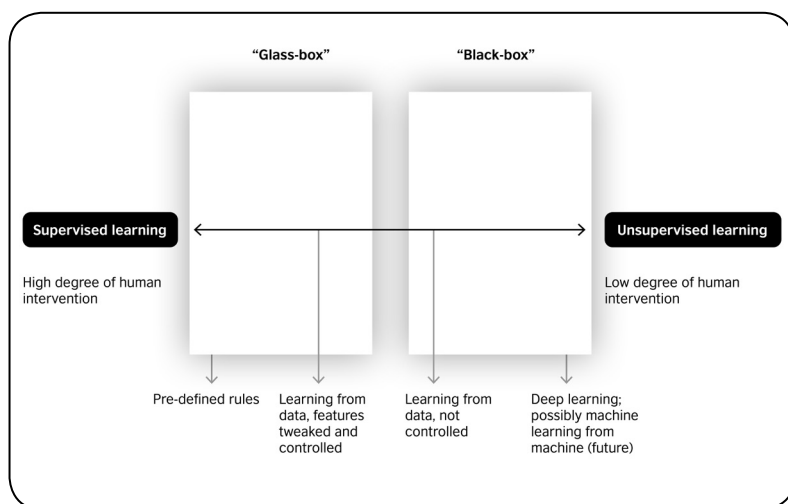 “Glass-box”
“Black-box”
Supervised learning
Unsupervised learning
High degree of human
intervention
Low degree of human
intervention
Pre-defined rules
Learning from
data, features
tweaked and
controlled
Learning from
data, not
controlled
Deep learning;
possibly machine
learning from
machine (future)